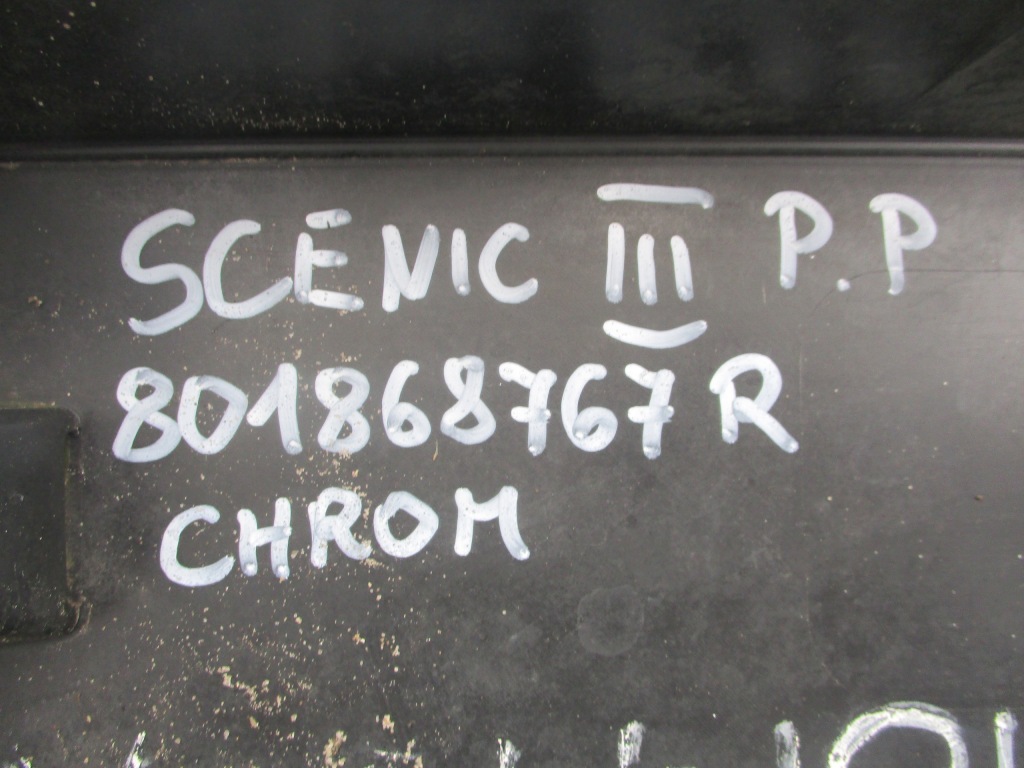 SCENIC III P.P
801868767R
CHROM